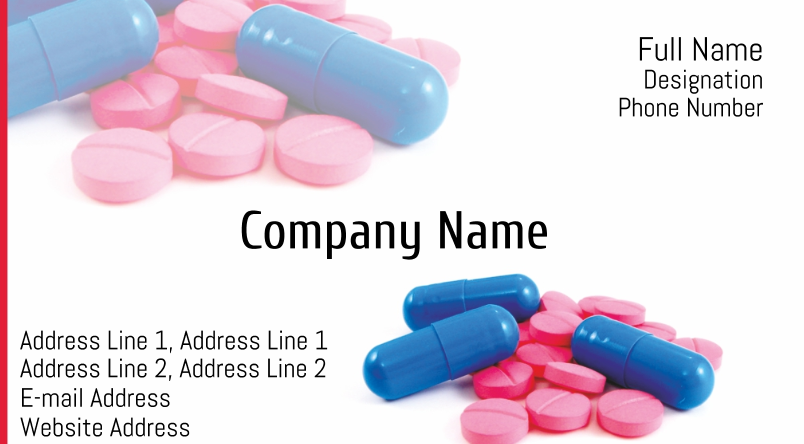 Full Name
Designation
Phone Number
Company Name
Address Line 1, Address Line 1
Address Line 2, Address Line 2
E-mail Address
Website Address